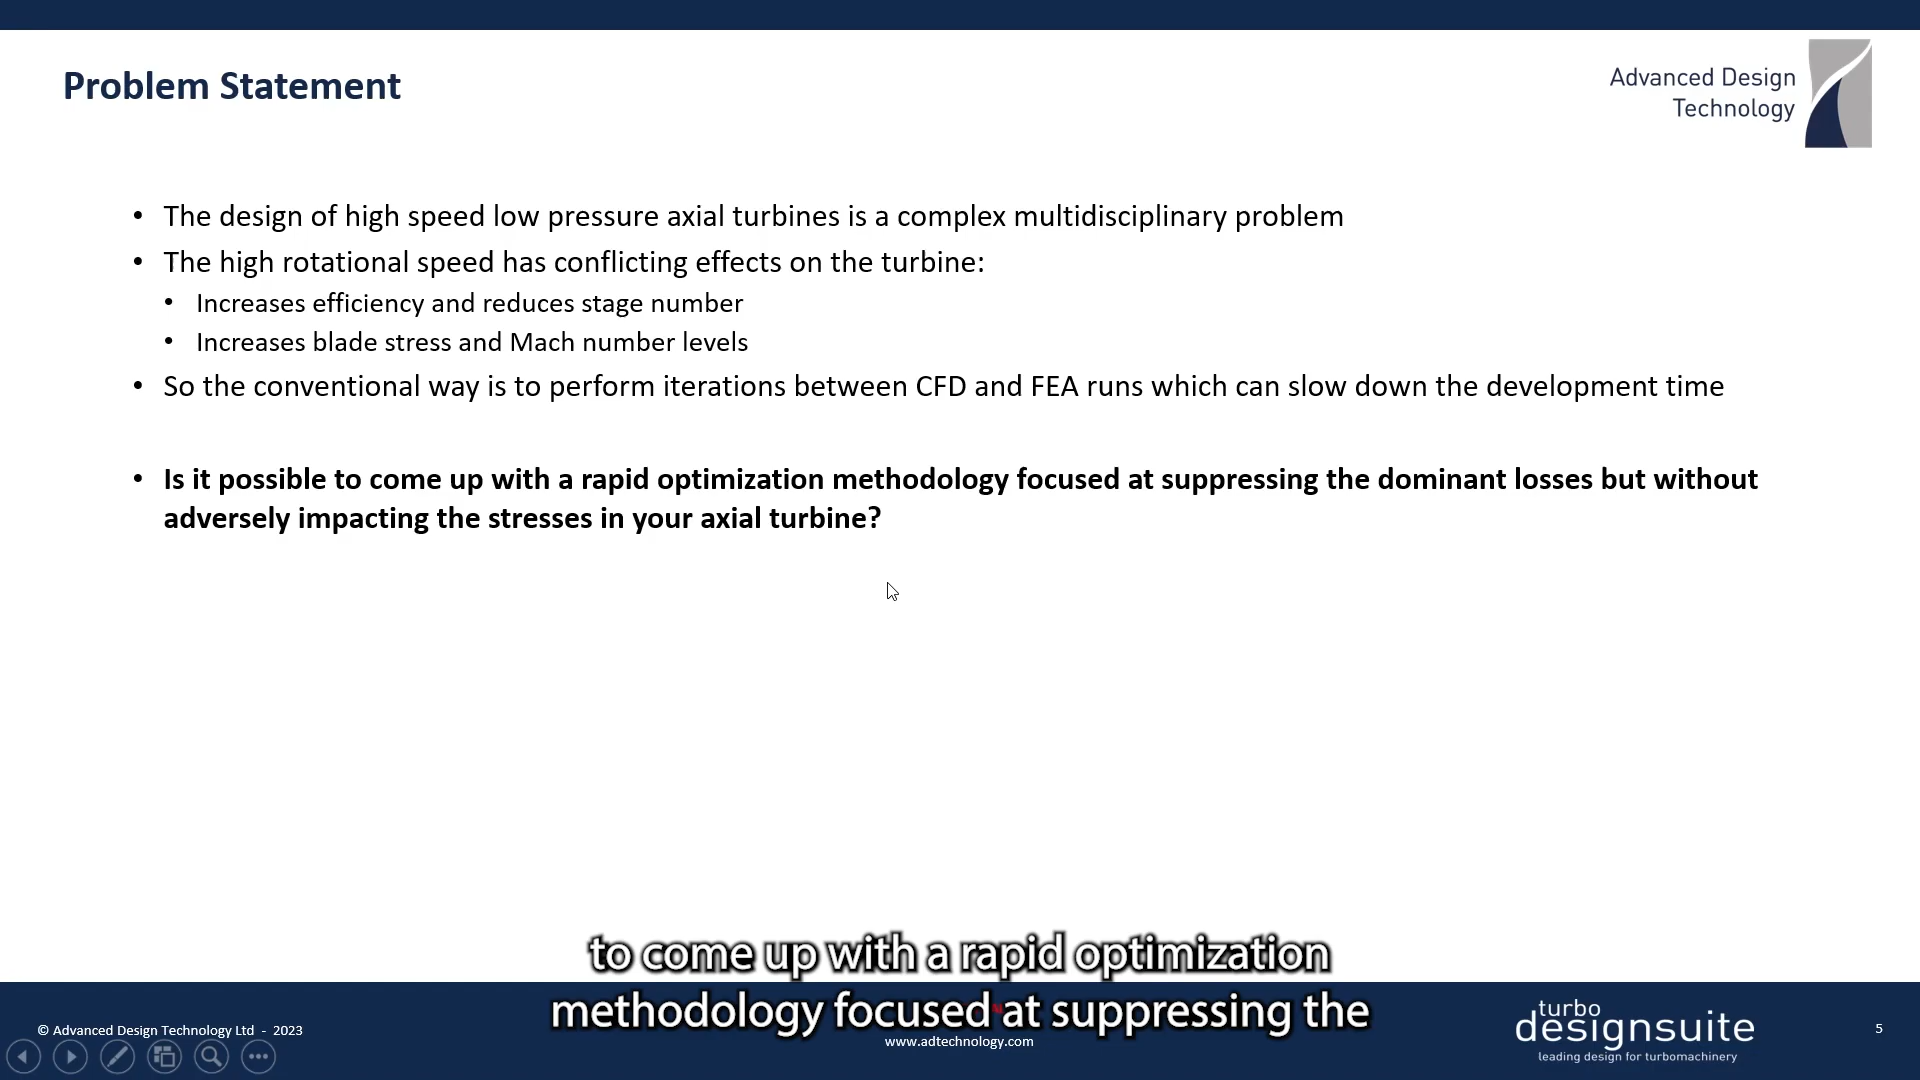 Problem Statement
Advanced Design
Technology
• The design of high speed low pressure axial turbines is a complex multidisciplinary problem
• The high rotational speed has conflicting effects on the turbine:
• Increases efficiency and reduces stage number
• Increases blade stress and Mach number levels
• So the conventional way is to perform iterations between CFD and FEA runs which can slow down the development time
• Is it possible to come up with a rapid optimization methodology focused at suppressing the dominant losses but without
adversely impacting the stresses in your axial turbine?
to come up with a rapid optimization
methodology focused at suppressing the
© Advanced Design Technology Ltd - 2023
www.adtechnology.com
turbo
designsuite
leading design for turbomachinery
5